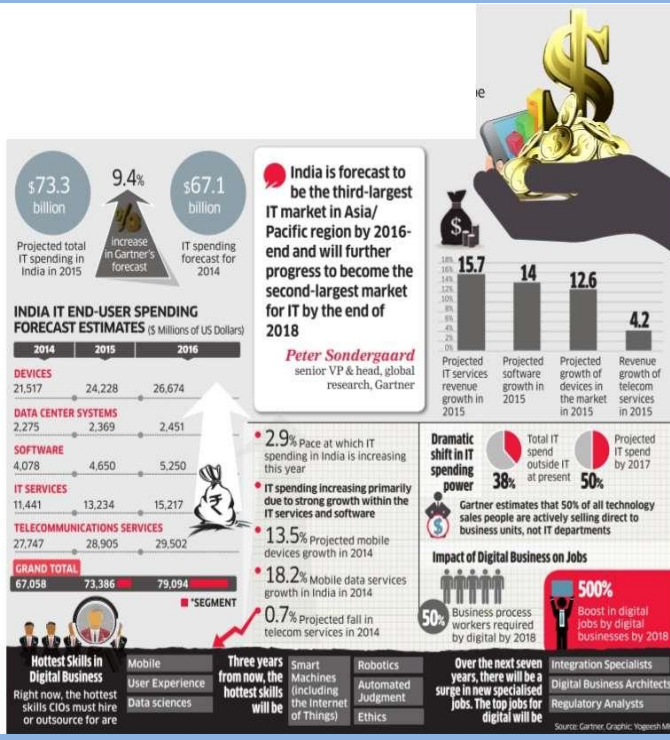 $73.3
billion
Projected total
IT spending in
India in 2015
9.4%
%
increase
in Gartner's
forecast
$67.1
billion
IT spending
forecast for
2014
India is forecast to
be the third-largest
IT market in Asia/
Pacific region by 2016-
end and will further
progress to become the
second-largest market
for IT by the end of
2018
Peter Sondergaard
senior VP & head, global
research, Gartner
$
$
18%
16%
14%
12%
10%
8%
6%
4%
2%
0%
15.7
14
12.6
4.2
Projected
IT services
revenue
growth in
2015
Projected
software
growth in
2015
Projected
growth of
devices in
the market
in 2015
Revenue
growth of
telecom
services
in 2015
INDIA IT END-USER SPENDING
FORECAST ESTIMATES ($ Millions of US Dollars)
2014 2015 2016
DEVICES
21,517 24,228 26,674
DATA CENTER SYSTEMS
2,275 2,369 2,451
SOFTWARE
4,078 4,650 5,250
IT SERVICES
11,441 13,234 15,217
TELECOMMUNICATIONS SERVICES
27,747 28,905 29,502
GRAND TOTAL
67,058 73,386 79,094
*SEGMENT
₹
2.9% Pace at which IT
spending in India is increasing
this year
IT spending increasing primarily
due to strong growth within the
IT services and software
13.5% Projected mobile
devices growth in 2014
18.2% Mobile data services
growth in India in 2014
0.7% Projected fall in
telecom services in 2014
Dramatic
shift in IT
spending
power
38%
Total IT
spend
outside IT
at present
50%
Projected
IT spend
by 2017
$
Gartner estimates that 50% of all technology
sales people are actively selling direct to
business units, not IT departments
Impact of Digital Business on Jobs
50%
Business process
workers required
by digital by 2018
500%
Boost in digital
jobs by digital
businesses by 2018
Hottest Skills in
Digital Business
Right now, the hottest
skills CIOs must hire
or outsource for are
Mobile
User Experience
Data sciences
Three years
from now, the
hottest skills
will be
Smart
Machines
(including
the Internet
of Things)
Robotics
Automated
Judgment
Ethics
Over the next seven
years, there will be a
surge in new specialised
jobs. The top jobs for
digital will be
Integration Specialists
Digital Business Architects
Regulatory Analysts
Source: Gartner, Graphic: Yogeesh